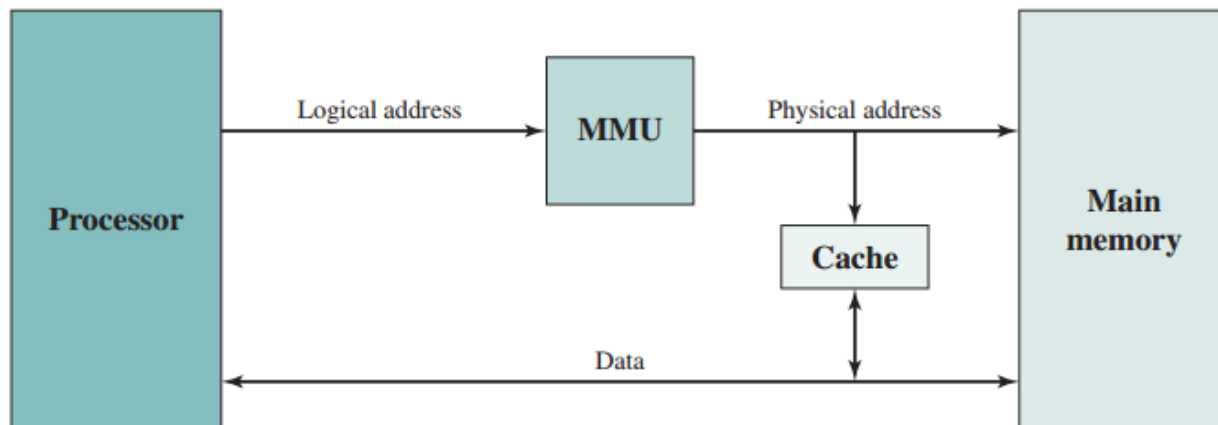 Logical address
Physical address
MMU
Processor
Main
memory
Cache
Data